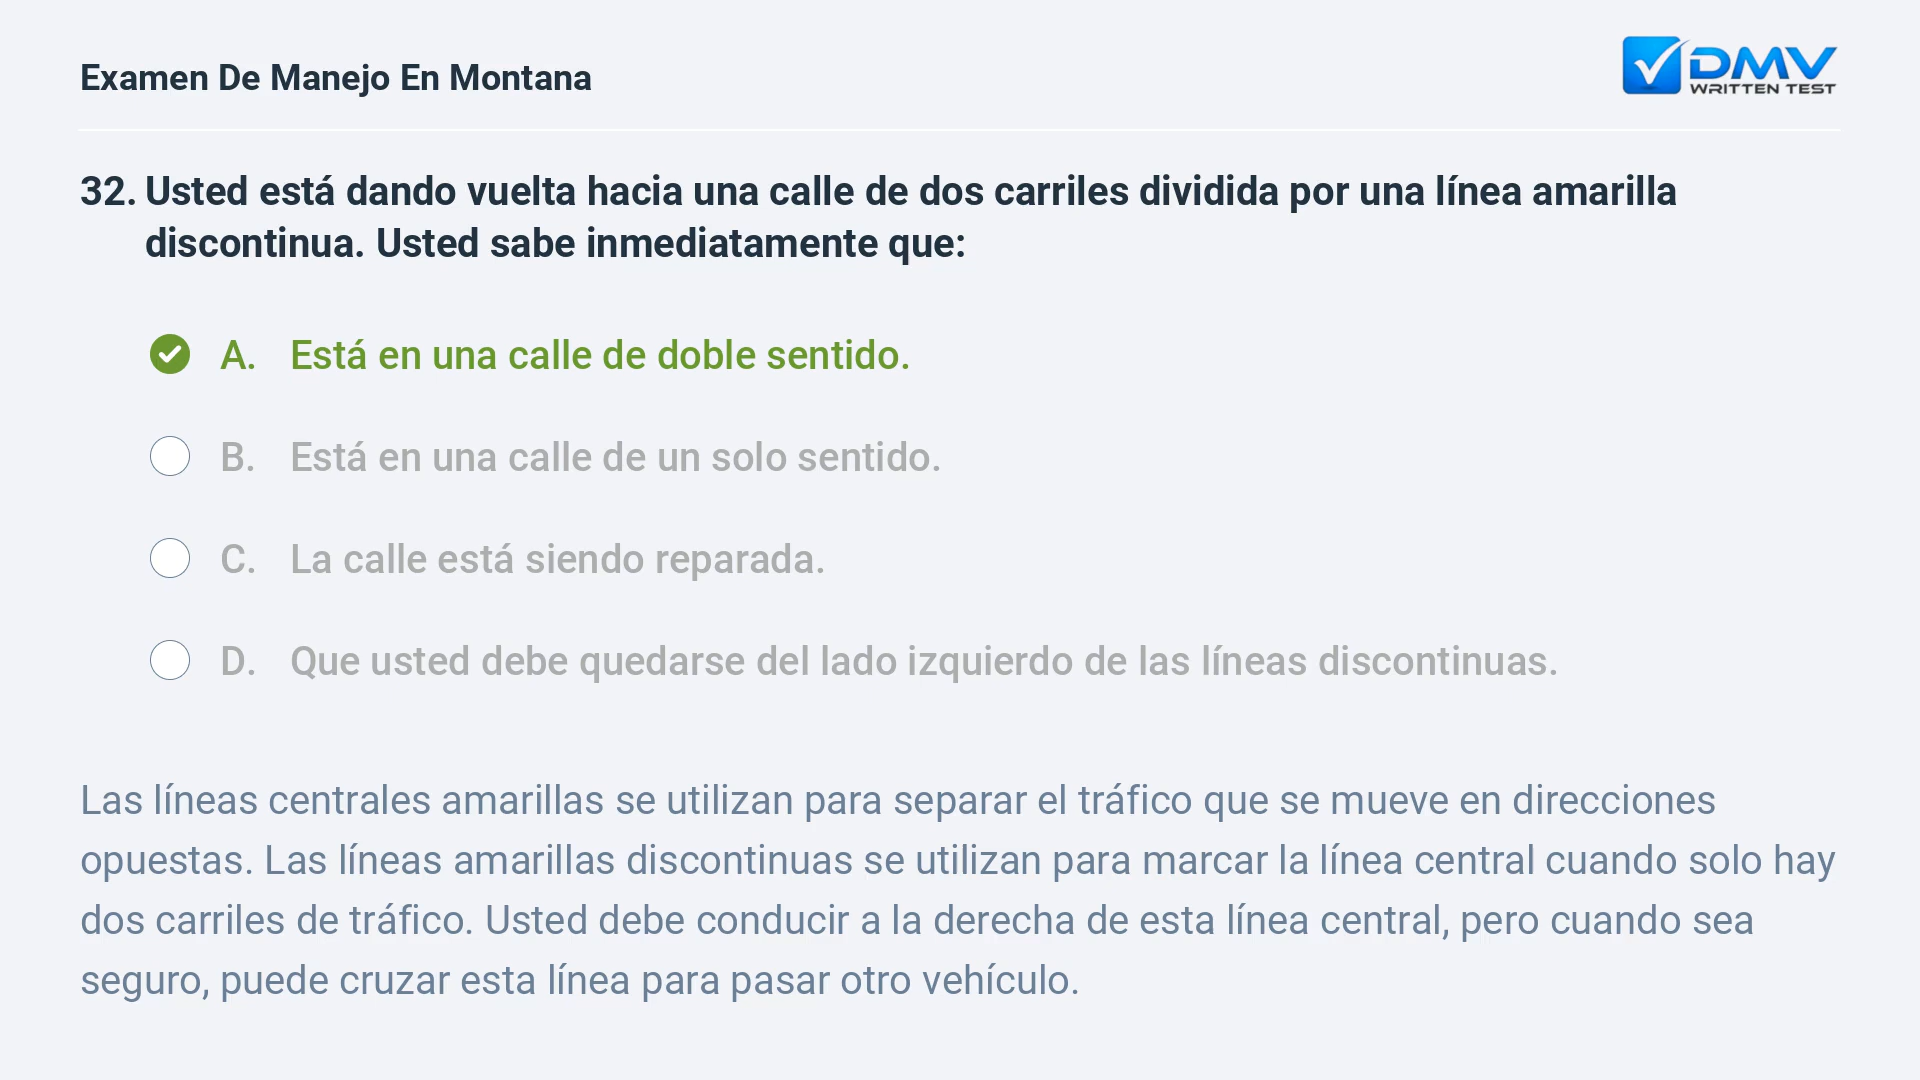 Examen De Manejo En Montana
DMV
WRITTEN TEST
32. Usted está dando vuelta hacia una calle de dos carriles dividida por una línea amarilla
discontinua. Usted sabe inmediatamente que:
A. Está en una calle de doble sentido.
B. Está en una calle de un solo sentido.
C. La calle está siendo reparada.
D. Que usted debe quedarse del lado izquierdo de las líneas discontinuas.
Las líneas centrales amarillas se utilizan para separar el tráfico que se mueve en direcciones
opuestas. Las líneas amarillas discontinuas se utilizan para marcar la línea central cuando solo hay
dos carriles de tráfico. Usted debe conducir a la derecha de esta línea central, pero cuando sea
seguro, puede cruzar esta línea para pasar otro vehículo.